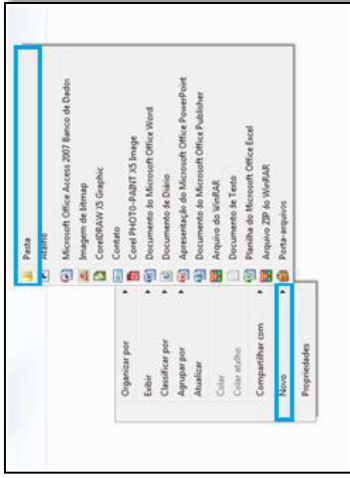 Organizar por
Exibir
Classificar por
Agrupar por
Atualizar
Colar
Colar atalho
Compartilhar com
Novo
Propriedades
Pasta
Atalho
Microsoft Office Access 2007 Banco de Dados
Imagem de bitmap
CorelDRAW X5 Graphic
Contato
Corel PHOTO-PAINT X5 Image
Documento do Microsoft Office Word
Documento de Diário
Apresentação do Microsoft Office PowerPoint
Documento do Microsoft Office Publisher
Arquivo do WinRAR
Documento de Texto
Planilha do Microsoft Office Excel
Arquivo ZIP do WinRAR
Porta-arquivos